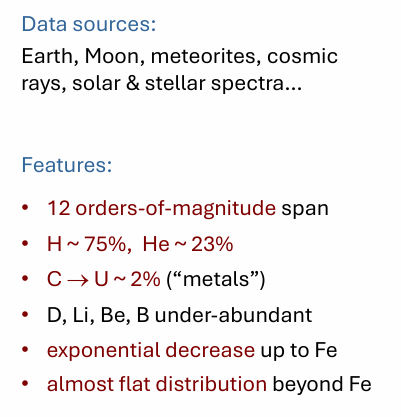 Data sources:
Earth, Moon, meteorites, cosmic
rays, solar & stellar spectra...
Features:
• 12 orders-of-magnitude span
• H ~ 75%, He ~ 23%
• C → U ~ 2% (“metals”)
• D, Li, Be, B under-abundant
• exponential decrease up to Fe
• almost flat distribution beyond Fe